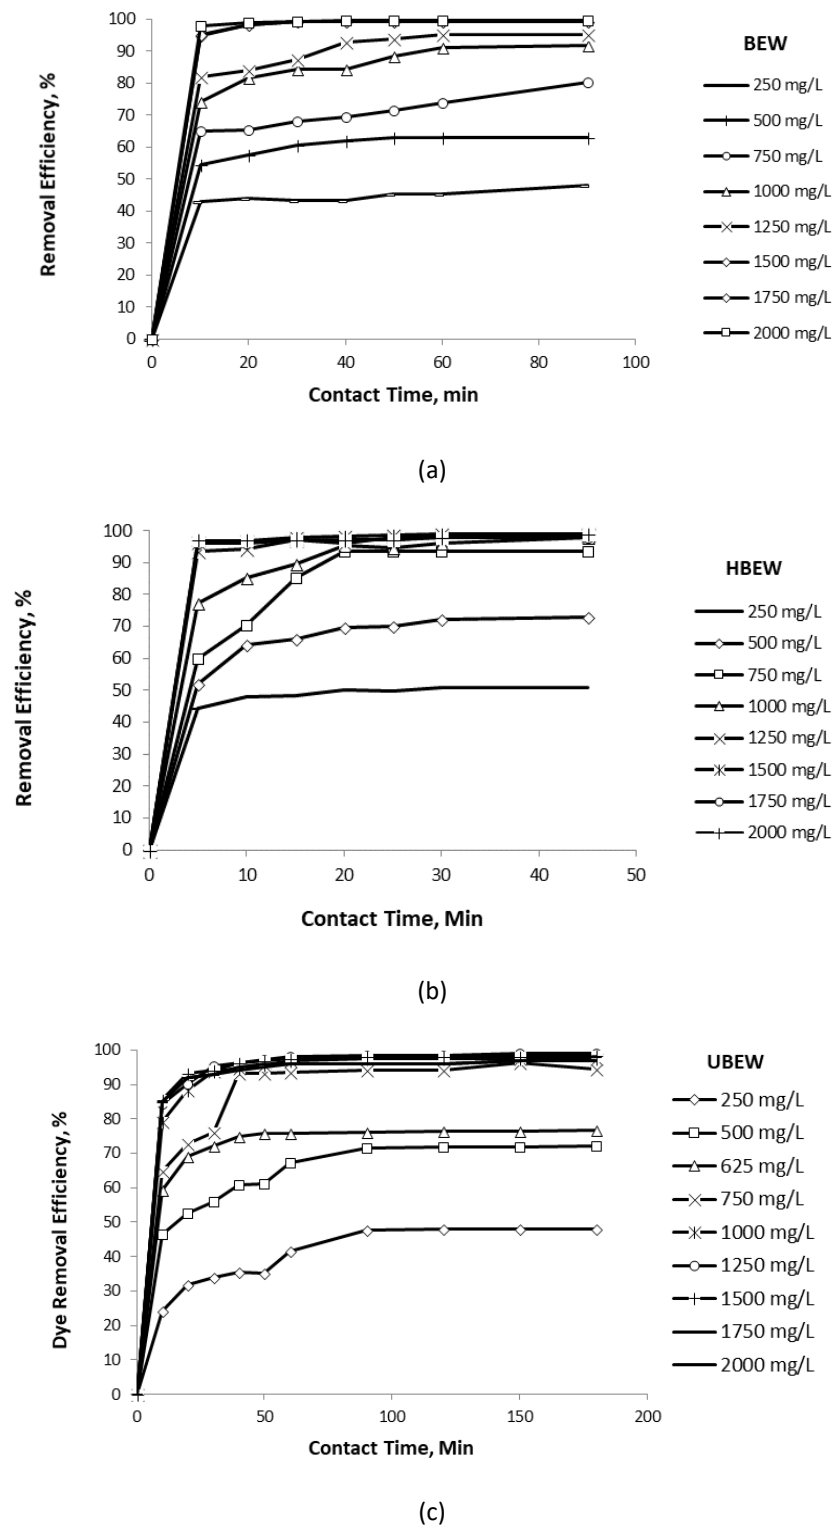 BEW
Removal Efficiency, %
100
90
80
70
60
50
40
30
20
10
0
0 20 40 60 80 100
Contact Time, min
250 mg/L
500 mg/L
750 mg/L
1000 mg/L
1250 mg/L
1500 mg/L
1750 mg/L
2000 mg/L
(a)
HBEW
Removal Efficiency, %
100
90
80
70
60
50
40
30
20
10
0
0 10 20 30 40 50
Contact Time, Min
250 mg/L
500 mg/L
750 mg/L
1000 mg/L
1250 mg/L
1500 mg/L
1750 mg/L
2000 mg/L
(b)
UBEW
Dye Removal Efficiency, %
100
90
80
70
60
50
40
30
20
10
0
0 50 100 150 200
Contact Time, Min
250 mg/L
500 mg/L
625 mg/L
750 mg/L
1000 mg/L
1250 mg/L
1500 mg/L
1750 mg/L
2000 mg/L
(c)